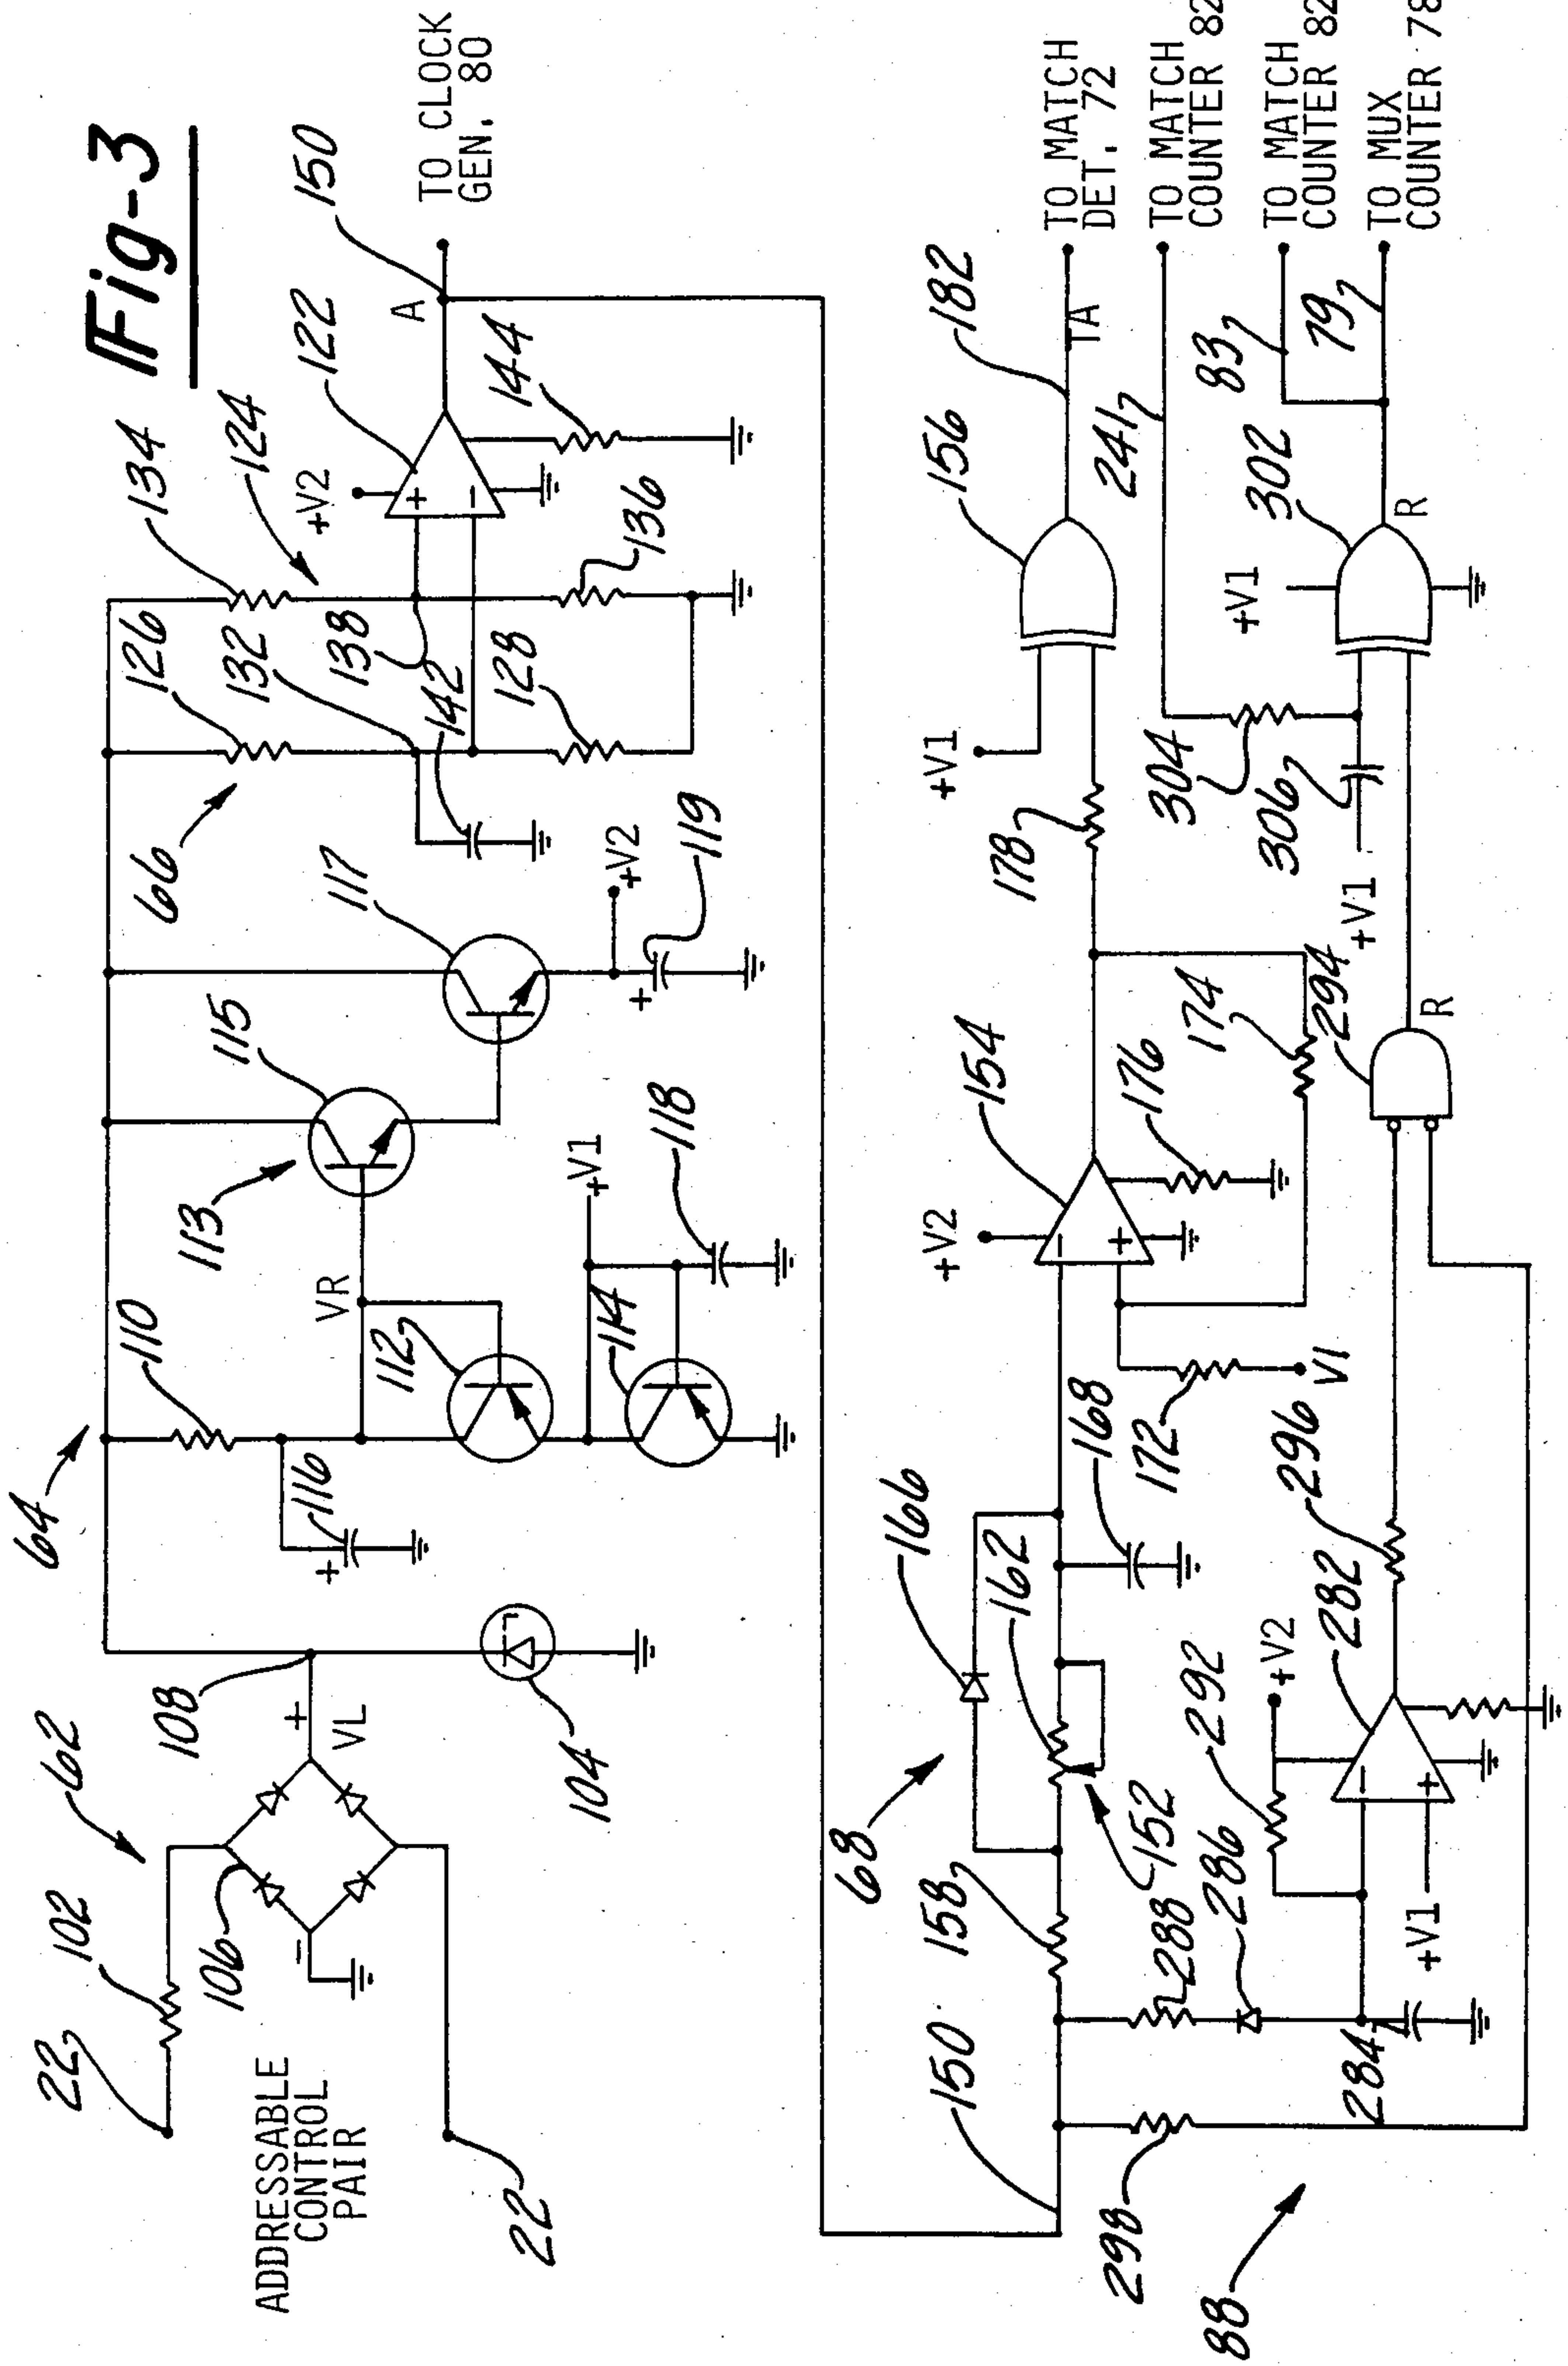 Fig-3
64
62
22
102
106
ADDRESSABLE
CONTROL
PAIR
22
108
+
VL
−
104
110
116
+
VR
112
114
113
115
+V1
118
117
+V2
+
119
66
126
132
138
142
128
134
124
136
+V2
122
+
−
144
A
150
TO CLOCK
GEN. 80
68
150
158
152
162
166
168
172
V1
+V2
154
−
+
176
174
178
+V1
156
182
TA
TO MATCH
DET. 72
241
TO MATCH
COUNTER 82
88
298
288
286
284
292
+V2
282
−
+
+V1
296
294
R
304
306
+V1
+V1
302
R
83
79
TO MATCH
COUNTER 82
TO MUX
COUNTER 78